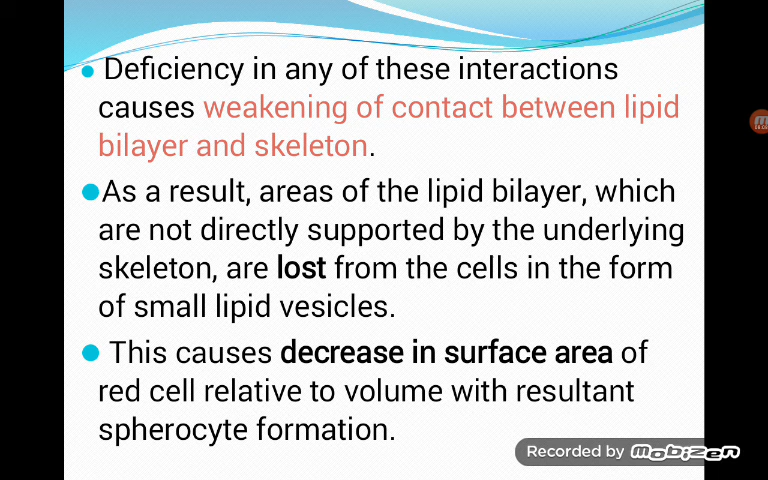 Deficiency in any of these interactions
causes weakening of contact between lipid
bilayer and skeleton.
As a result, areas of the lipid bilayer, which
are not directly supported by the underlying
skeleton, are lost from the cells in the form
of small lipid vesicles.
This causes decrease in surface area of
red cell relative to volume with resultant
spherocyte formation.
Recorded by mobizen